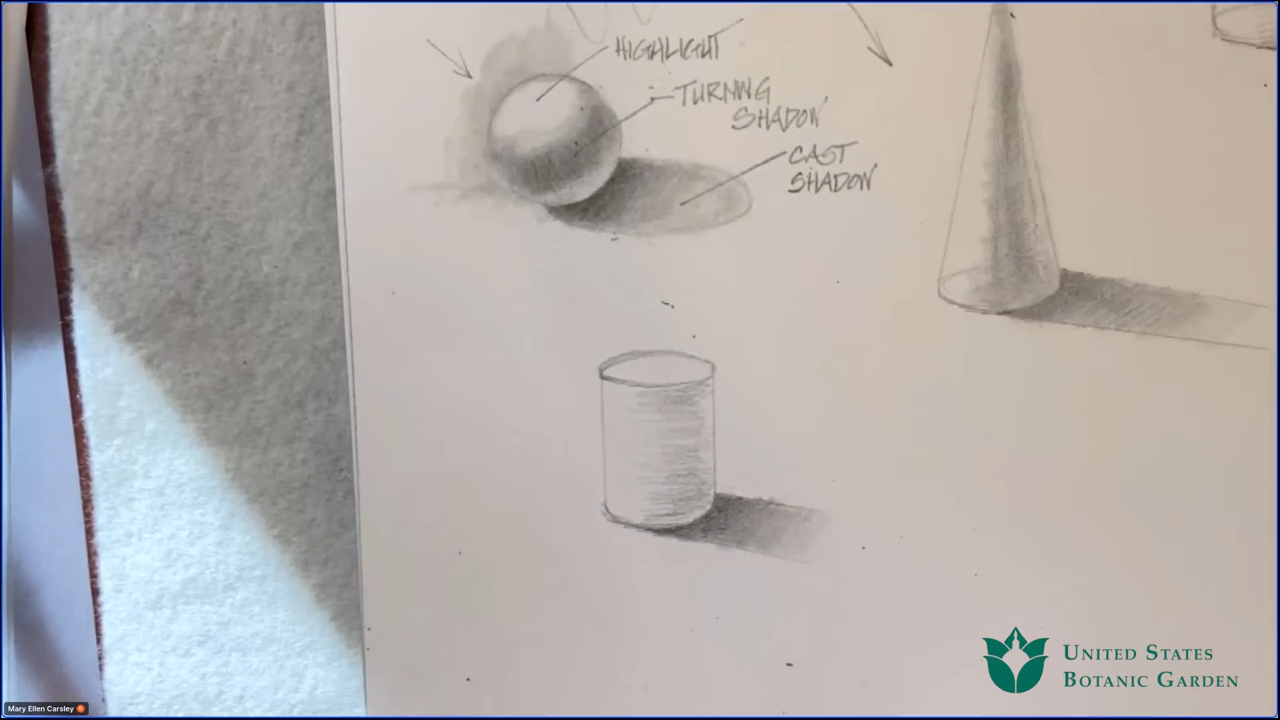 HIGHLIGHT
TURNING
SHADOW
CAST
SHADOW
UNITED STATES
BOTANIC GARDEN
Mary Ellen Carsley